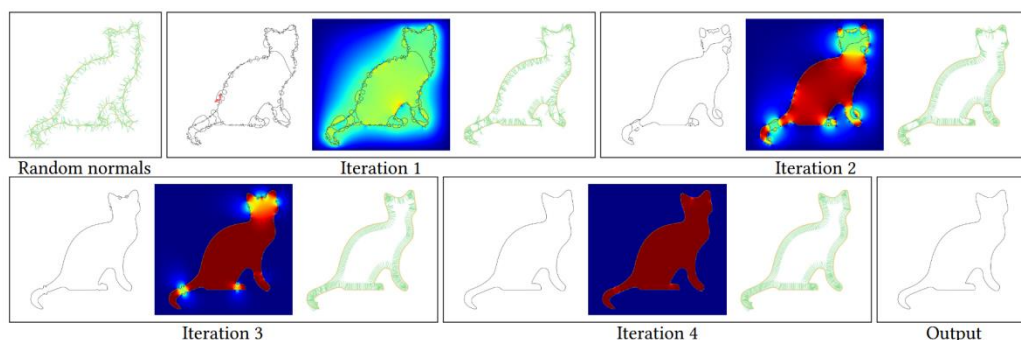 Random normals
Iteration 1
Iteration 2
Iteration 3
Iteration 4
Output